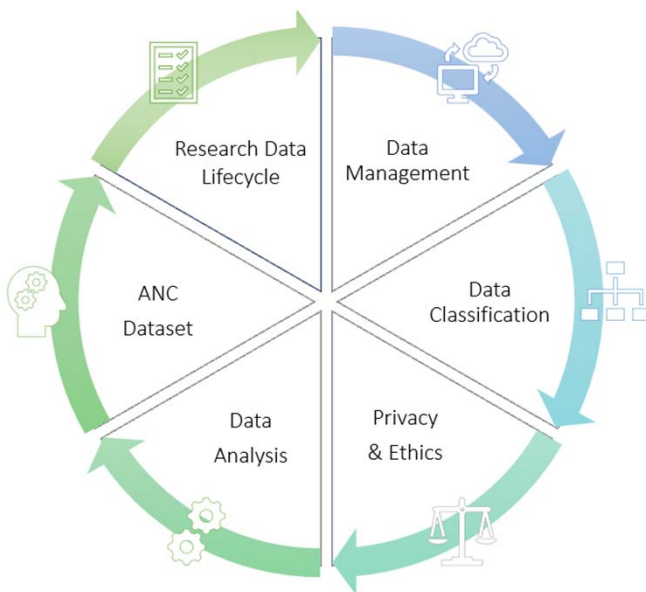 Research Data
Lifecycle
Data
Management
Data
Classification
Privacy
& Ethics
Data
Analysis
ANC
Dataset